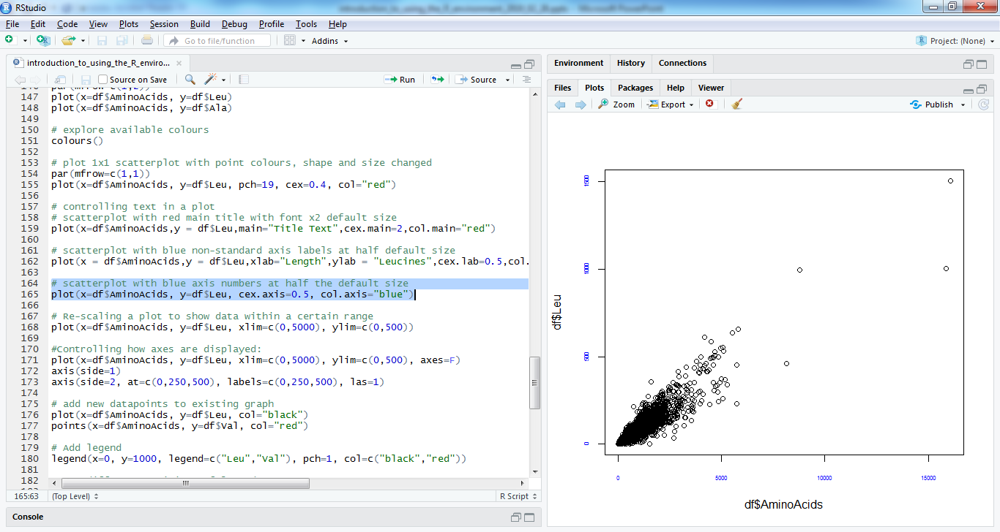 RStudio
introduction_to_using_the_R_environment_2016_02_28.pptx - Microsoft PowerPoint
File Edit Code View Plots Session Build Debug Profile Tools Help
Go to file/function Addins Project: (None)
introduction_to_using_the_R_enviro...
Source on Save Run Source
147 plot(x=df$AminoAcids, y=df$Leu)
148 plot(x=df$AminoAcids, y=df$Ala)
149
150 # explore available colours
151 colours()
152
153 # plot 1x1 scatterplot with point colours, shape and size changed
154 par(mfrow=c(1,1))
155 plot(x=df$AminoAcids, y=df$Leu, pch=19, cex=0.4, col="red")
156
157 # controlling text in a plot
158 # scatterplot with red main title with font x2 default size
159 plot(x=df$AminoAcids,y = df$Leu,main="Title Text",cex.main=2,col.main="red")
160
161 # scatterplot with blue non-standard axis labels at half default size
162 plot(x = df$AminoAcids,y = df$Leu,xlab="Length",ylab = "Leucines",cex.lab=0.5,col.
163
164 # scatterplot with blue axis numbers at half the default size
165 plot(x=df$AminoAcids, y=df$Leu, cex.axis=0.5, col.axis="blue")
166
167 # Re-scaling a plot to show data within a certain range
168 plot(x=df$AminoAcids, y=df$Leu, xlim=c(0,5000), ylim=c(0,500))
169
170 #Controlling how axes are displayed:
171 plot(x=df$AminoAcids, y=df$Leu, xlim=c(0,5000), ylim=c(0,500), axes=F)
172 axis(side=1)
173 axis(side=2, at=c(0,250,500), labels=c(0,250,500), las=1)
174
175 # add new datapoints to existing graph
176 plot(x=df$AminoAcids, y=df$Leu, col="black")
177 points(x=df$AminoAcids, y=df$Val, col="red")
178
179 # Add legend
180 legend(x=0, y=1000, legend=c("Leu","Val"), pch=1, col=c("black","red"))
181
182
165:63 (Top Level) R Script
Console
Environment History Connections
Files Plots Packages Help Viewer
Zoom Export Publish
1500
1000
500
0
df$Leu
0 5000 10000 15000
df$AminoAcids